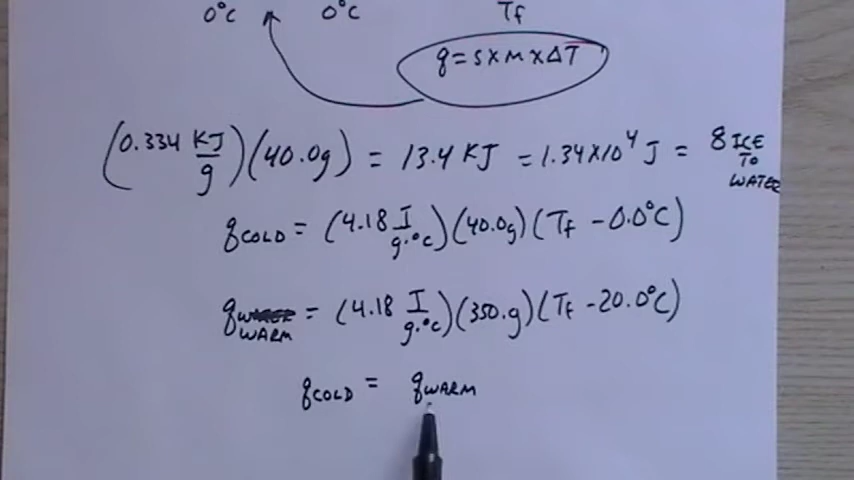 0°C 0°C Tf
q = s × m × ΔT
(0.334 KJ/g)(40.0g) = 13.4 KJ = 1.34×10⁴ J = q ICE TO WATER
qCOLD = (4.18 J/g·°C)(40.0g)(Tf − 0.0°C)
qWARM = (4.18 J/g·°C)(350.g)(Tf − 20.0°C)
qCOLD = qWARM